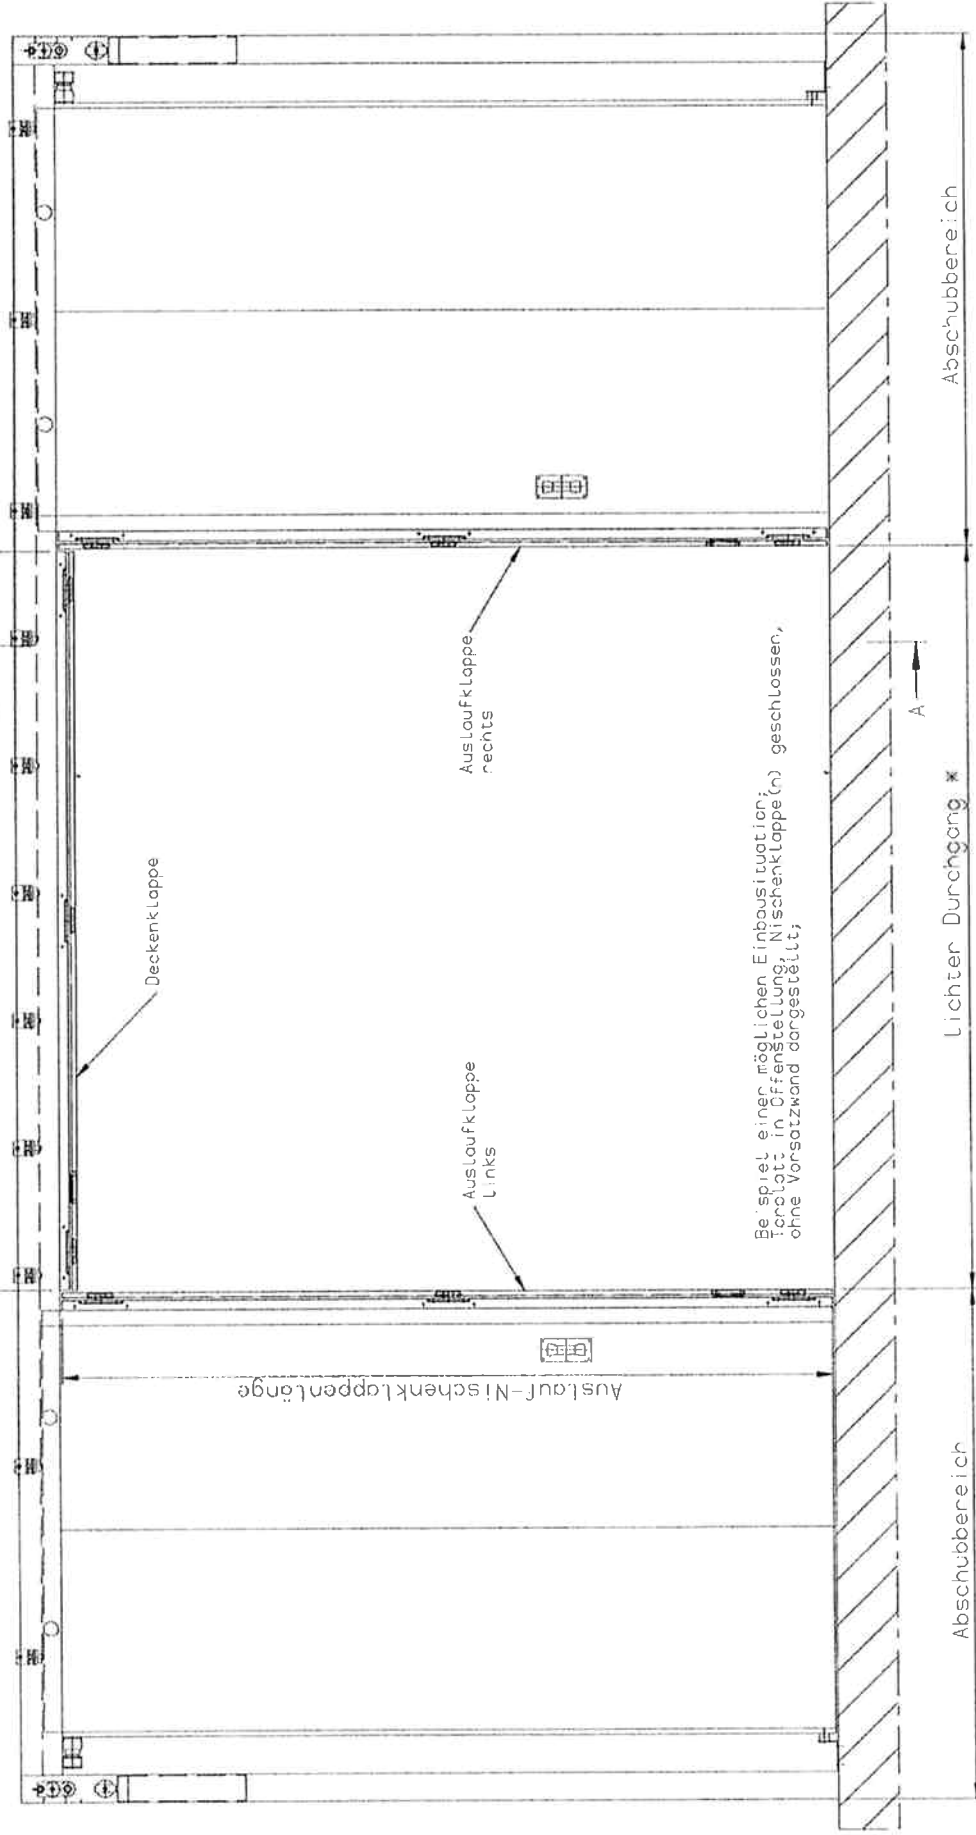 Deckenklappe
Auslaufklappe
links
Auslaufklappe
rechts
Auslauf-Nischenklappenlänge
Beispiel einer möglichen Einbausituation;
Torblatt in Offenstellung, Nischenklappe(n) geschlossen,
ohne Vorsatzwand dargestellt;
A
Abschubbereich
Lichter Durchgang *
Abschubbereich